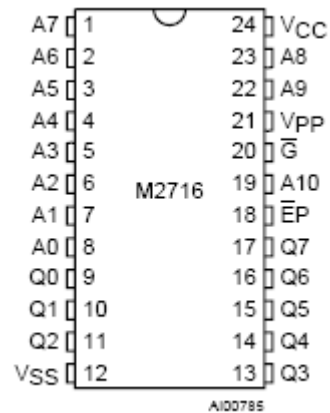 A7 1 24 VCC
A6 2 23 A8
A5 3 22 A9
A4 4 21 VPP
A3 5 20 G̅
A2 6 19 A10
A1 7 M2716 18 E̅P
A0 8 17 Q7
Q0 9 16 Q6
Q1 10 15 Q5
Q2 11 14 Q4
VSS 12 13 Q3
AI00785